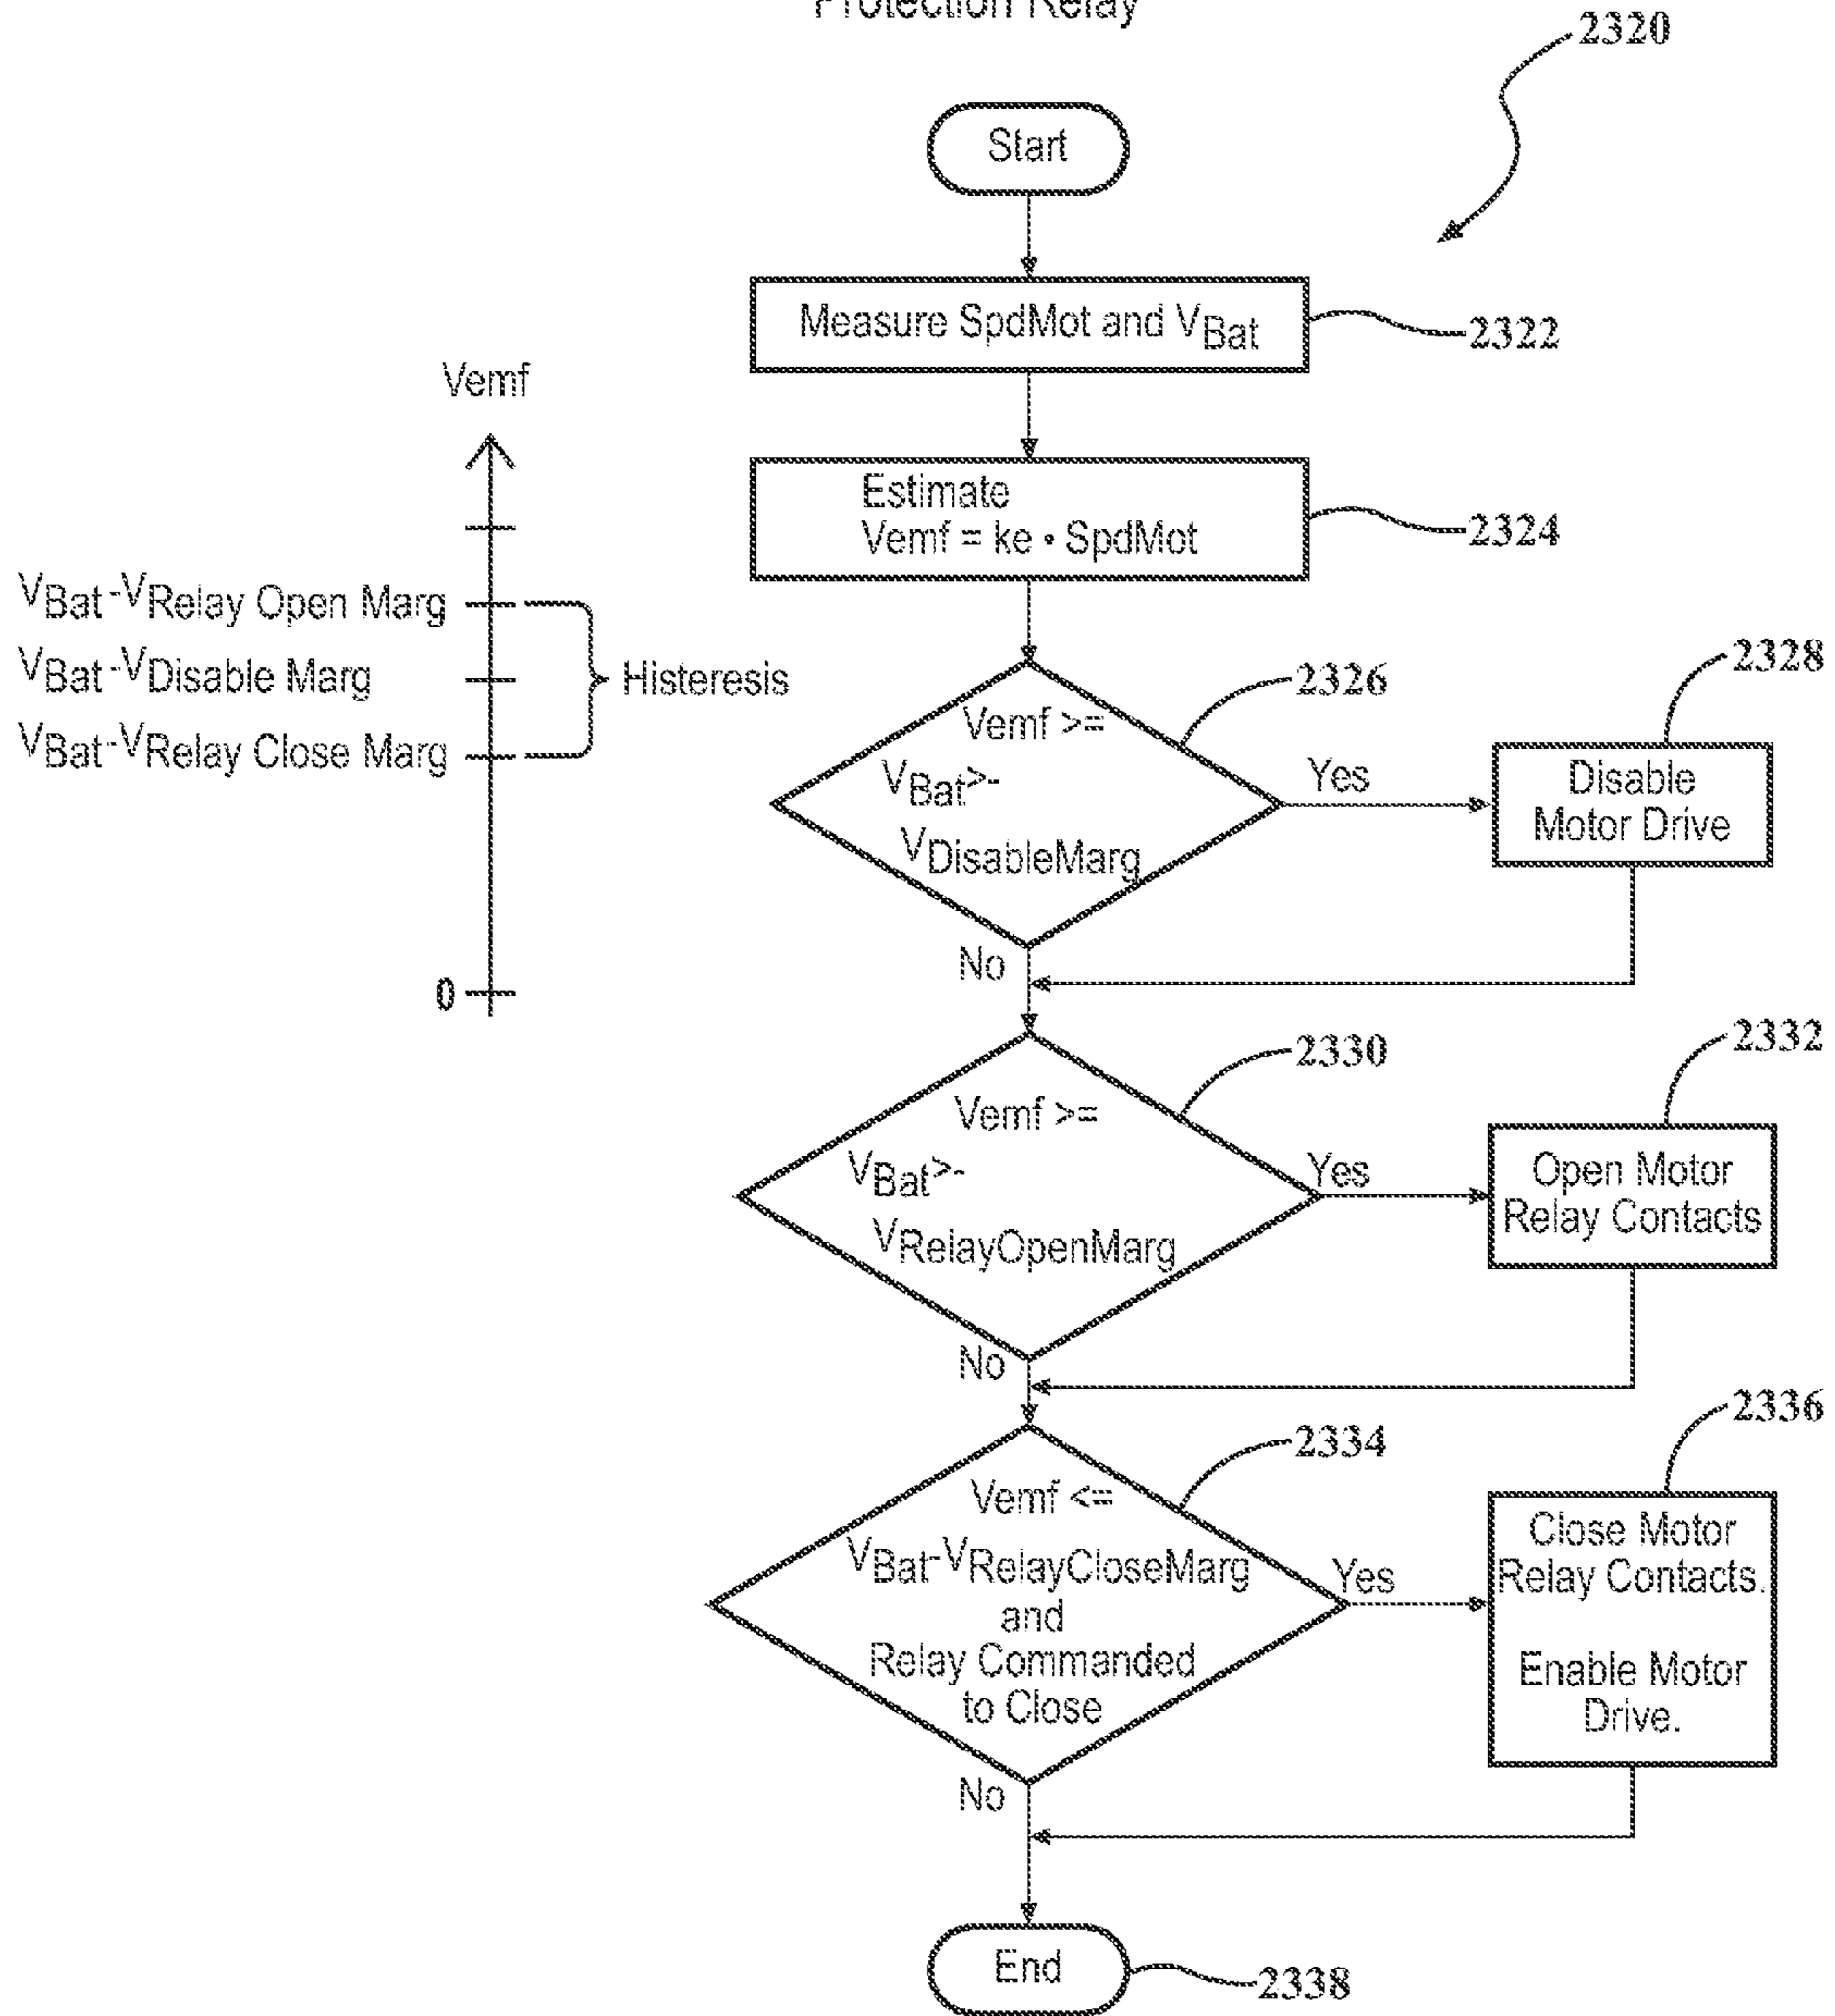 Protection Relay
2320
Start
Measure SpdMot and VBat
2322
Estimate
Vemf = ke • SpdMot
2324
Vemf
VBat-VRelay Open Marg
VBat-VDisable Marg
VBat-VRelay Close Marg
Histeresis
0
Vemf >=
VBat>-
VDisableMarg
2326
Yes
No
Disable
Motor Drive
2328
Vemf >=
VBat>-
VRelayOpenMarg
2330
Yes
No
Open Motor
Relay Contacts
2332
Vemf <=
VBat-VRelayCloseMarg
and
Relay Commanded
to Close
2334
Yes
No
Close Motor
Relay Contacts.
Enable Motor
Drive.
2336
End
2338